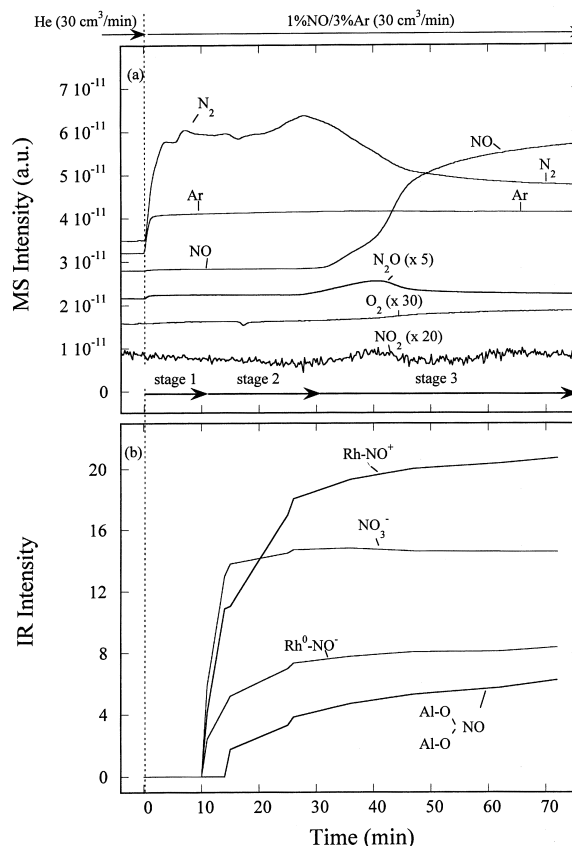 He (30 cm³/min) 1%NO/3%Ar (30 cm³/min)
(a)
MS Intensity (a.u.)
7 10⁻¹¹
6 10⁻¹¹
5 10⁻¹¹
4 10⁻¹¹
3 10⁻¹¹
2 10⁻¹¹
1 10⁻¹¹
0
N₂
NO
N₂
Ar
Ar
NO
N₂O (x 5)
O₂ (x 30)
NO₂ (x 20)
stage 1 stage 2 stage 3
(b)
IR Intensity
20
16
12
8
4
0
Rh-NO⁺
NO₃⁻
Rh⁰-NO⁻
Al-O
NO
Al-O
0 10 20 30 40 50 60 70
Time (min)